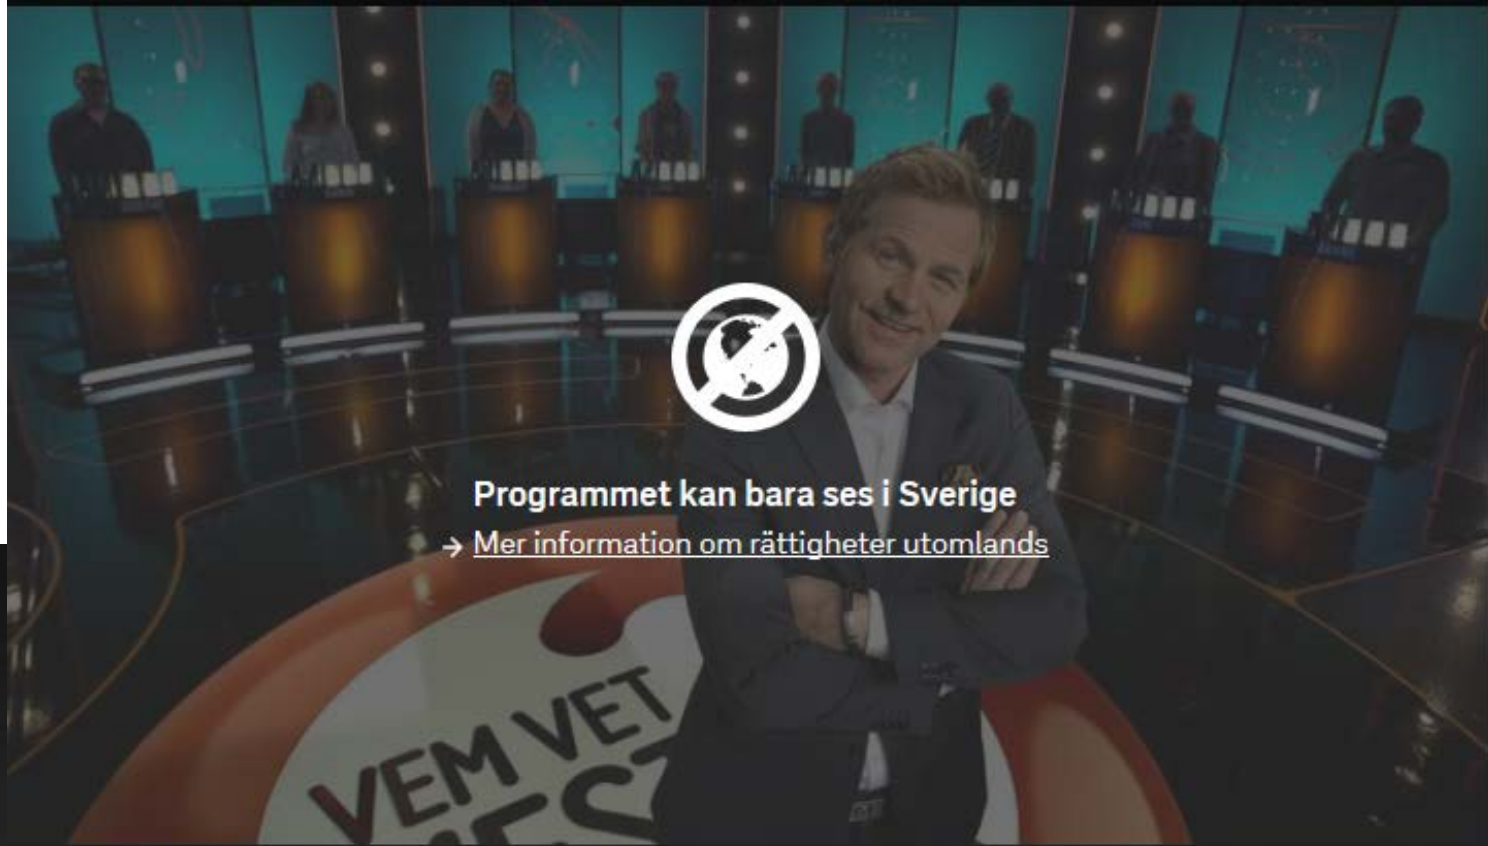 Programmet kan bara ses i Sverige
→ Mer information om rättigheter utomlands
VEM VET